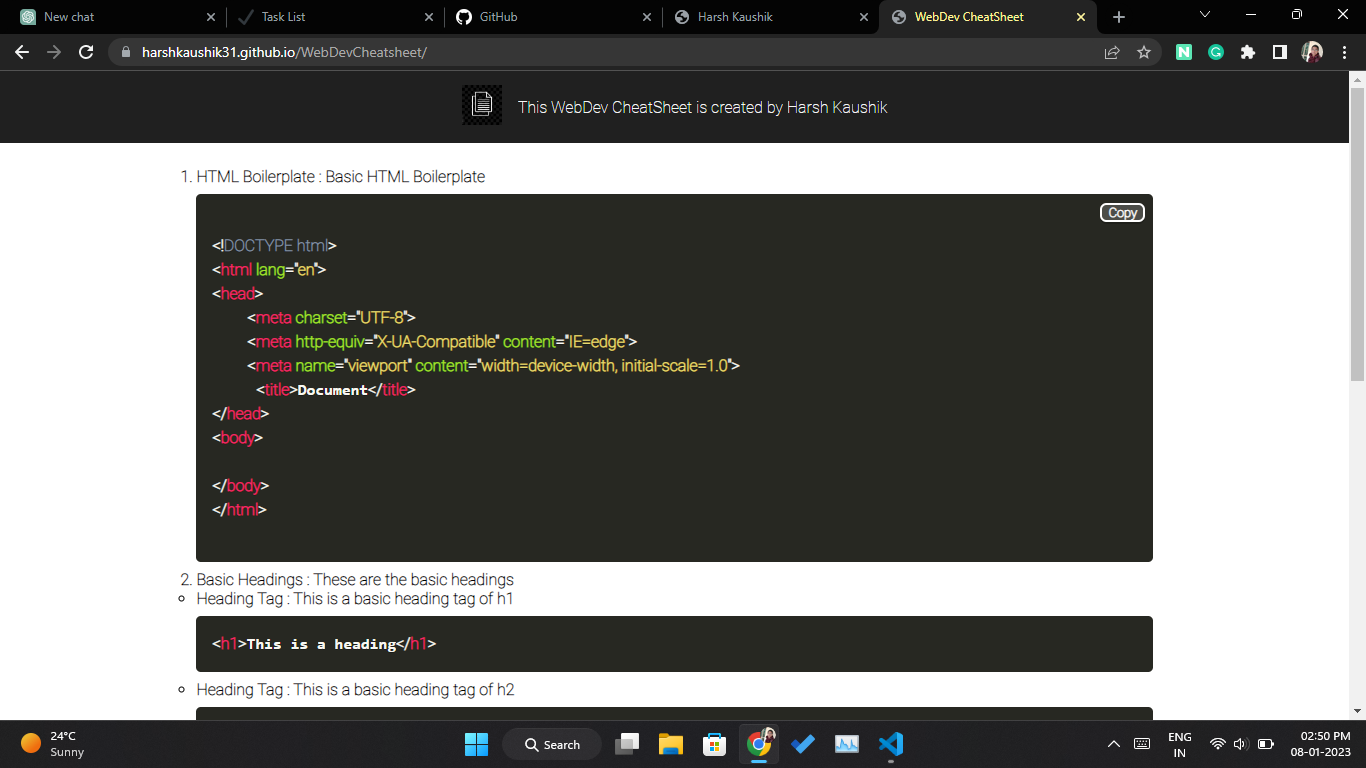 New chat
Task List
GitHub
Harsh Kaushik
WebDev CheatSheet
harshkaushik31.github.io/WebDevCheatsheet/
This WebDev CheatSheet is created by Harsh Kaushik
1. HTML Boilerplate : Basic HTML Boilerplate
Copy
<!DOCTYPE html>
<html lang="en">
<head>
<meta charset="UTF-8">
<meta http-equiv="X-UA-Compatible" content="IE=edge">
<meta name="viewport" content="width=device-width, initial-scale=1.0">
<title>Document</title>
</head>
<body>
</body>
</html>
2. Basic Headings : These are the basic headings
Heading Tag : This is a basic heading tag of h1
<h1>This is a heading</h1>
Heading Tag : This is a basic heading tag of h2
24°C
Sunny
Search
ENG
IN
02:50 PM
08-01-2023